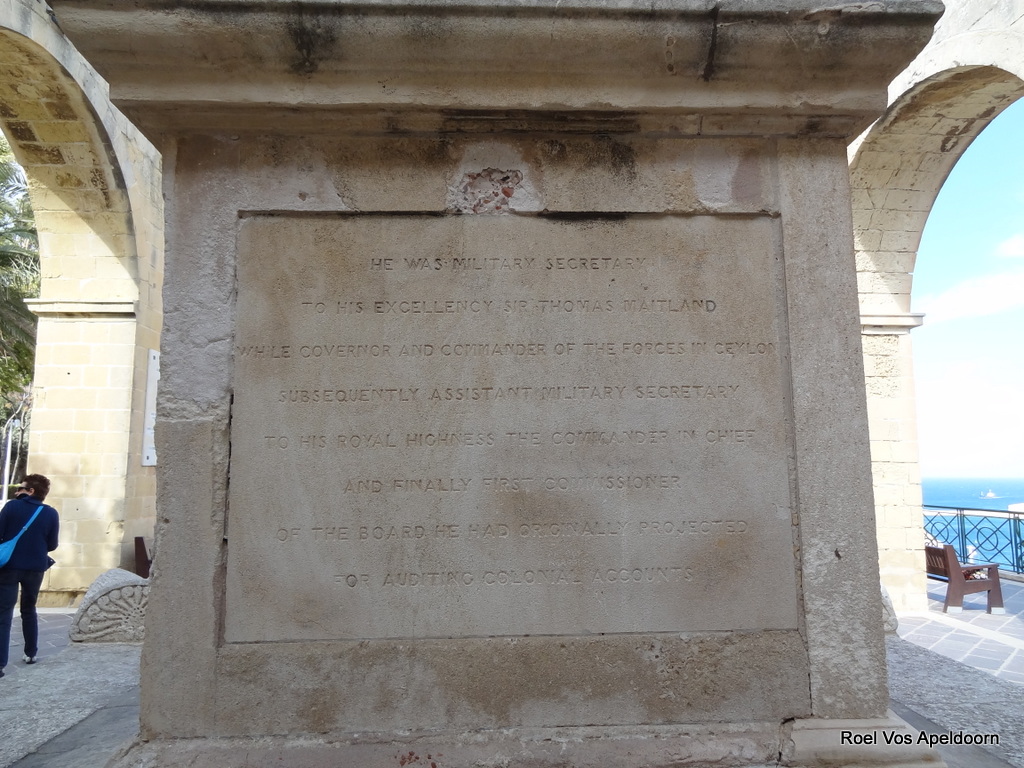 HE WAS MILITARY SECRETARY
TO HIS EXCELLENCY SIR THOMAS MAITLAND
WHILE GOVERNOR AND COMMANDER OF THE FORCES IN CEYLON
SUBSEQUENTLY ASSISTANT MILITARY SECRETARY
TO HIS ROYAL HIGHNESS THE COMMANDER IN CHIEF
AND FINALLY FIRST COMMISSIONER
OF THE BOARD HE HAD ORIGINALLY PROJECTED
FOR AUDITING COLONIAL ACCOUNTS
Roel Vos Apeldoorn